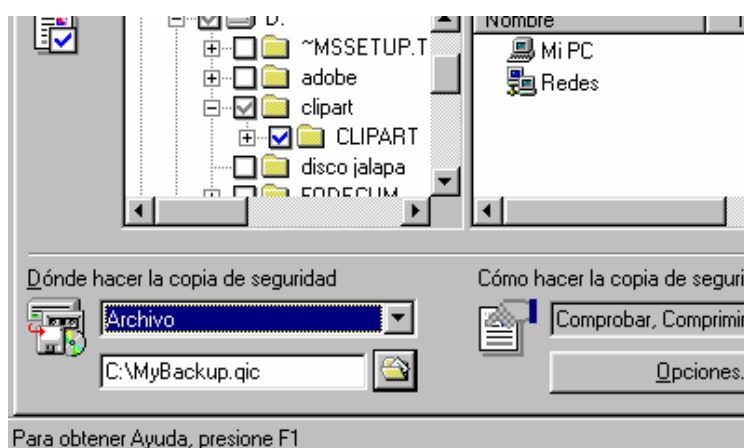 D:
Nombre
~MSSETUP.T
Mi PC
adobe
Redes
clipart
CLIPART
disco jalapa
FODECUM
Dónde hacer la copia de seguridad
Cómo hacer la copia de seguri
Archivo
Comprobar, Comprimir
C:\MyBackup.qic
Opciones.
Para obtener Ayuda, presione F1